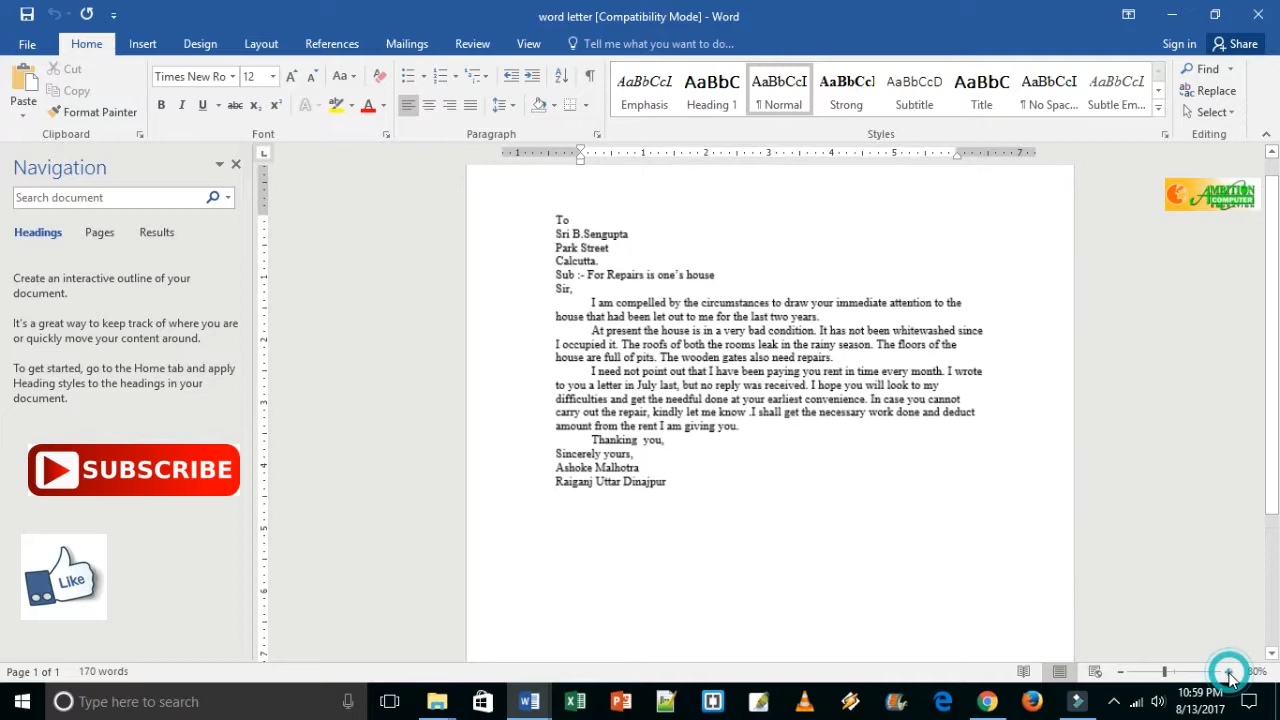 word letter [Compatibility Mode] - Word
File Home Insert Design Layout References Mailings Review View Tell me what you want to do... Sign in Share
Paste
Cut
Copy
Format Painter
Clipboard
Times New Ro 12
Font
Paragraph
AaBbCcI AaBbC AaBbCcI AaBbCcI AaBbCcD AaBbC AaBbCcI AaBbCcI
Emphasis Heading 1 ¶ Normal Strong Subtitle Title ¶ No Spac... Subtle Em...
Styles
Find
Replace
Select
Editing
Navigation
Search document
Headings Pages Results
Create an interactive outline of your
document.
It's a great way to keep track of where you are
or quickly move your content around.
To get started, go to the Home tab and apply
Heading styles to the headings in your
document.
SUBSCRIBE
Like
AMBITION
COMPUTER
To
Sri B.Sengupta
Park Street
Calcutta.
Sub :- For Repairs is one's house
Sir,
I am compelled by the circumstances to draw your immediate attention to the
house that had been let out to me for the last two years.
At present the house is in a very bad condition. It has not been whitewashed since
I occupied it. The roofs of both the rooms leak in the rainy season. The floors of the
house are full of pits. The wooden gates also need repairs.
I need not point out that I have been paying you rent in time every month. I wrote
to you a letter in July last, but no reply was received. I hope you will look to my
difficulties and get the needful done at your earliest convenience. In case you cannot
carry out the repair, kindly let me know .I shall get the necessary work done and deduct
amount from the rent I am giving you.
Thanking you,
Sincerely yours,
Ashoke Malhotra
Raiganj Uttar Dinajpur
Page 1 of 1 170 words
Type here to search
10:59 PM
8/13/2017